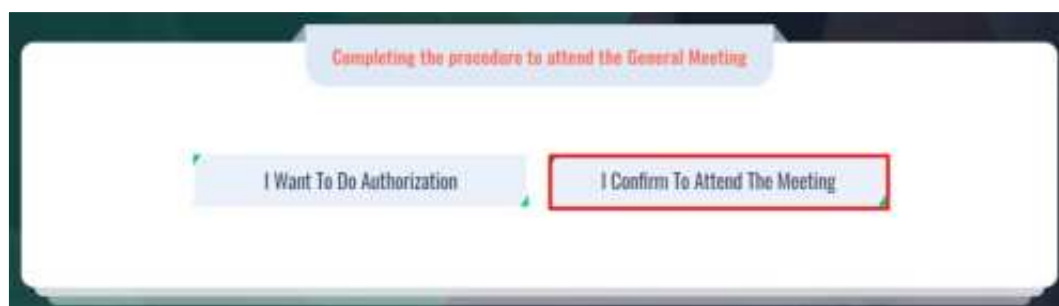 Completing the procedure to attend the General Meeting
I Want To Do Authorization
I Confirm To Attend The Meeting